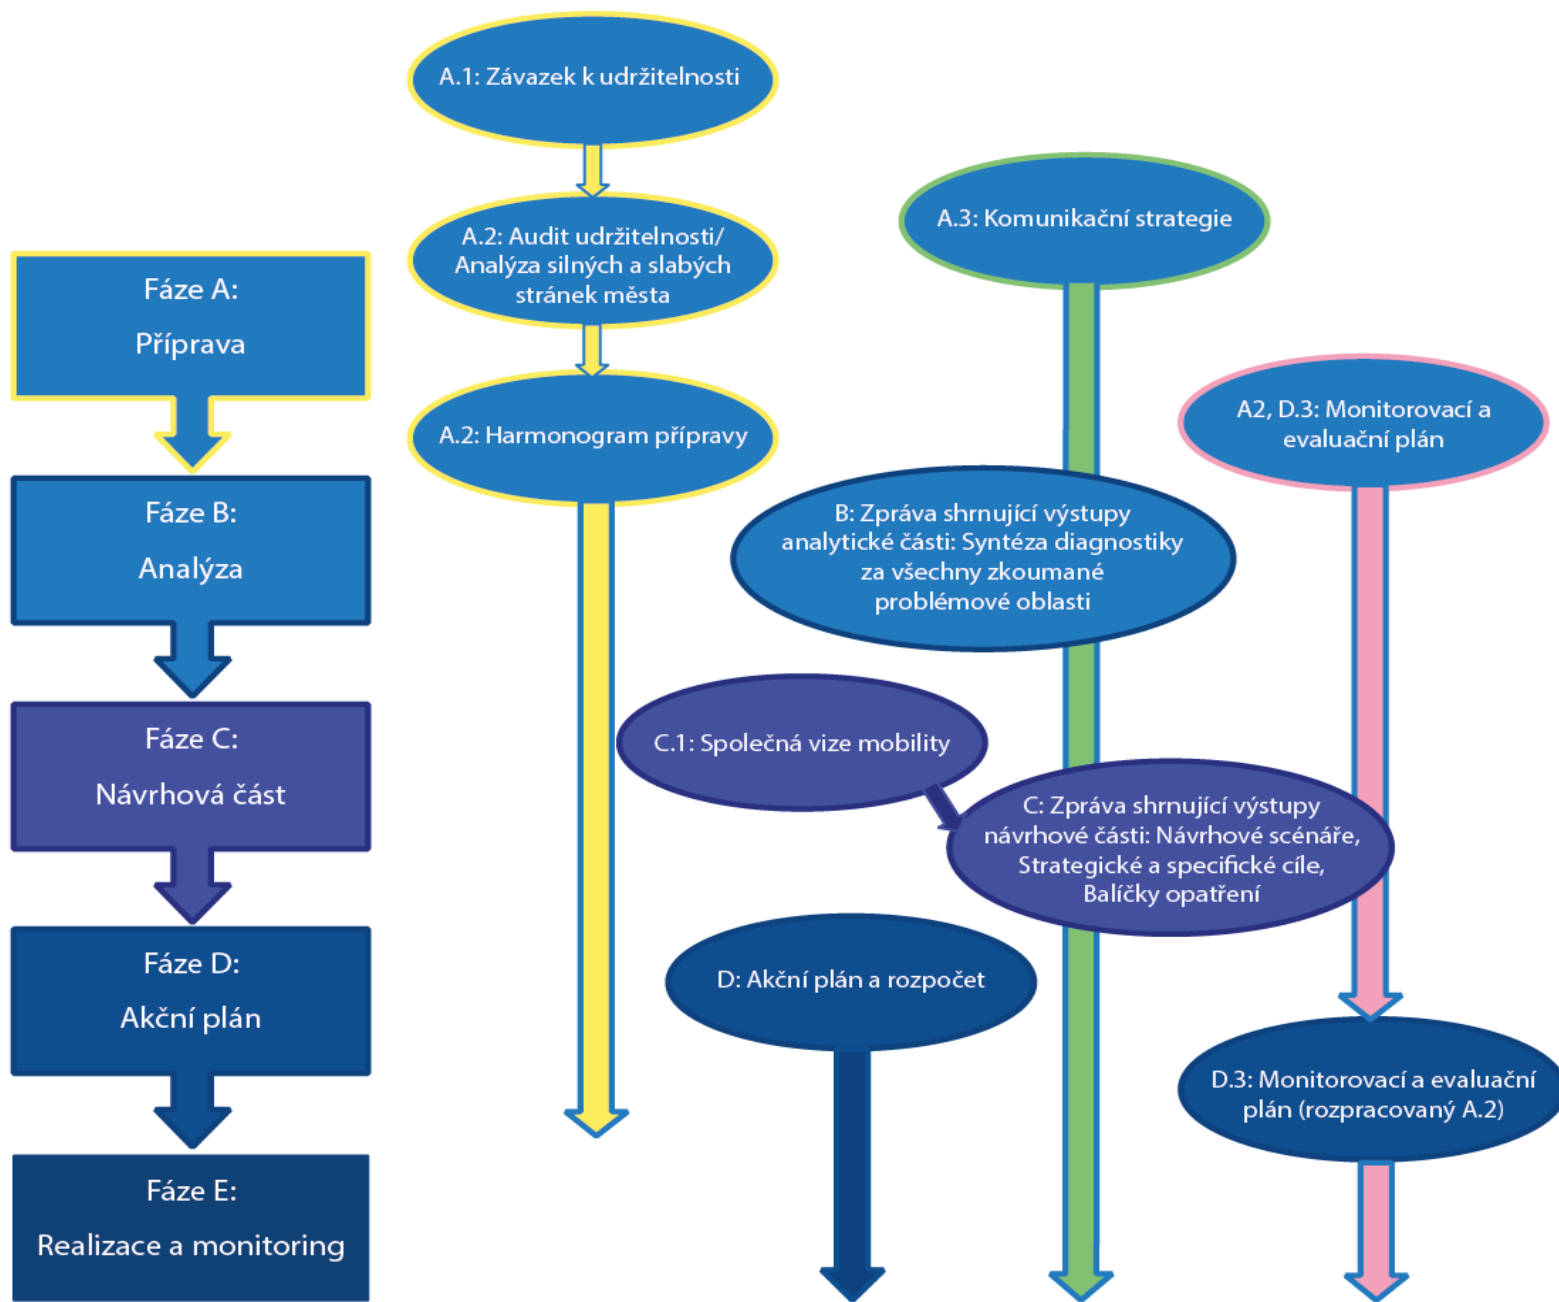 A.1: Závazek k udržitelnosti
A.2: Audit udržitelnosti/
Analýza silných a slabých
stránek města
A.2: Harmonogram přípravy
A.3: Komunikační strategie
A2, D.3: Monitorovací a
evaluační plán
Fáze A:
Příprava
Fáze B:
Analýza
Fáze C:
Návrhová část
Fáze D:
Akční plán
Fáze E:
Realizace a monitoring
B: Zpráva shrnující výstupy
analytické části: Syntéza diagnostiky
za všechny zkoumané
problémové oblasti
C.1: Společná vize mobility
C: Zpráva shrnující výstupy
návrhové části: Návrhové scénáře,
Strategické a specifické cíle,
Balíčky opatření
D: Akční plán a rozpočet
D.3: Monitorovací a evaluační
plán (rozpracovaný A.2)